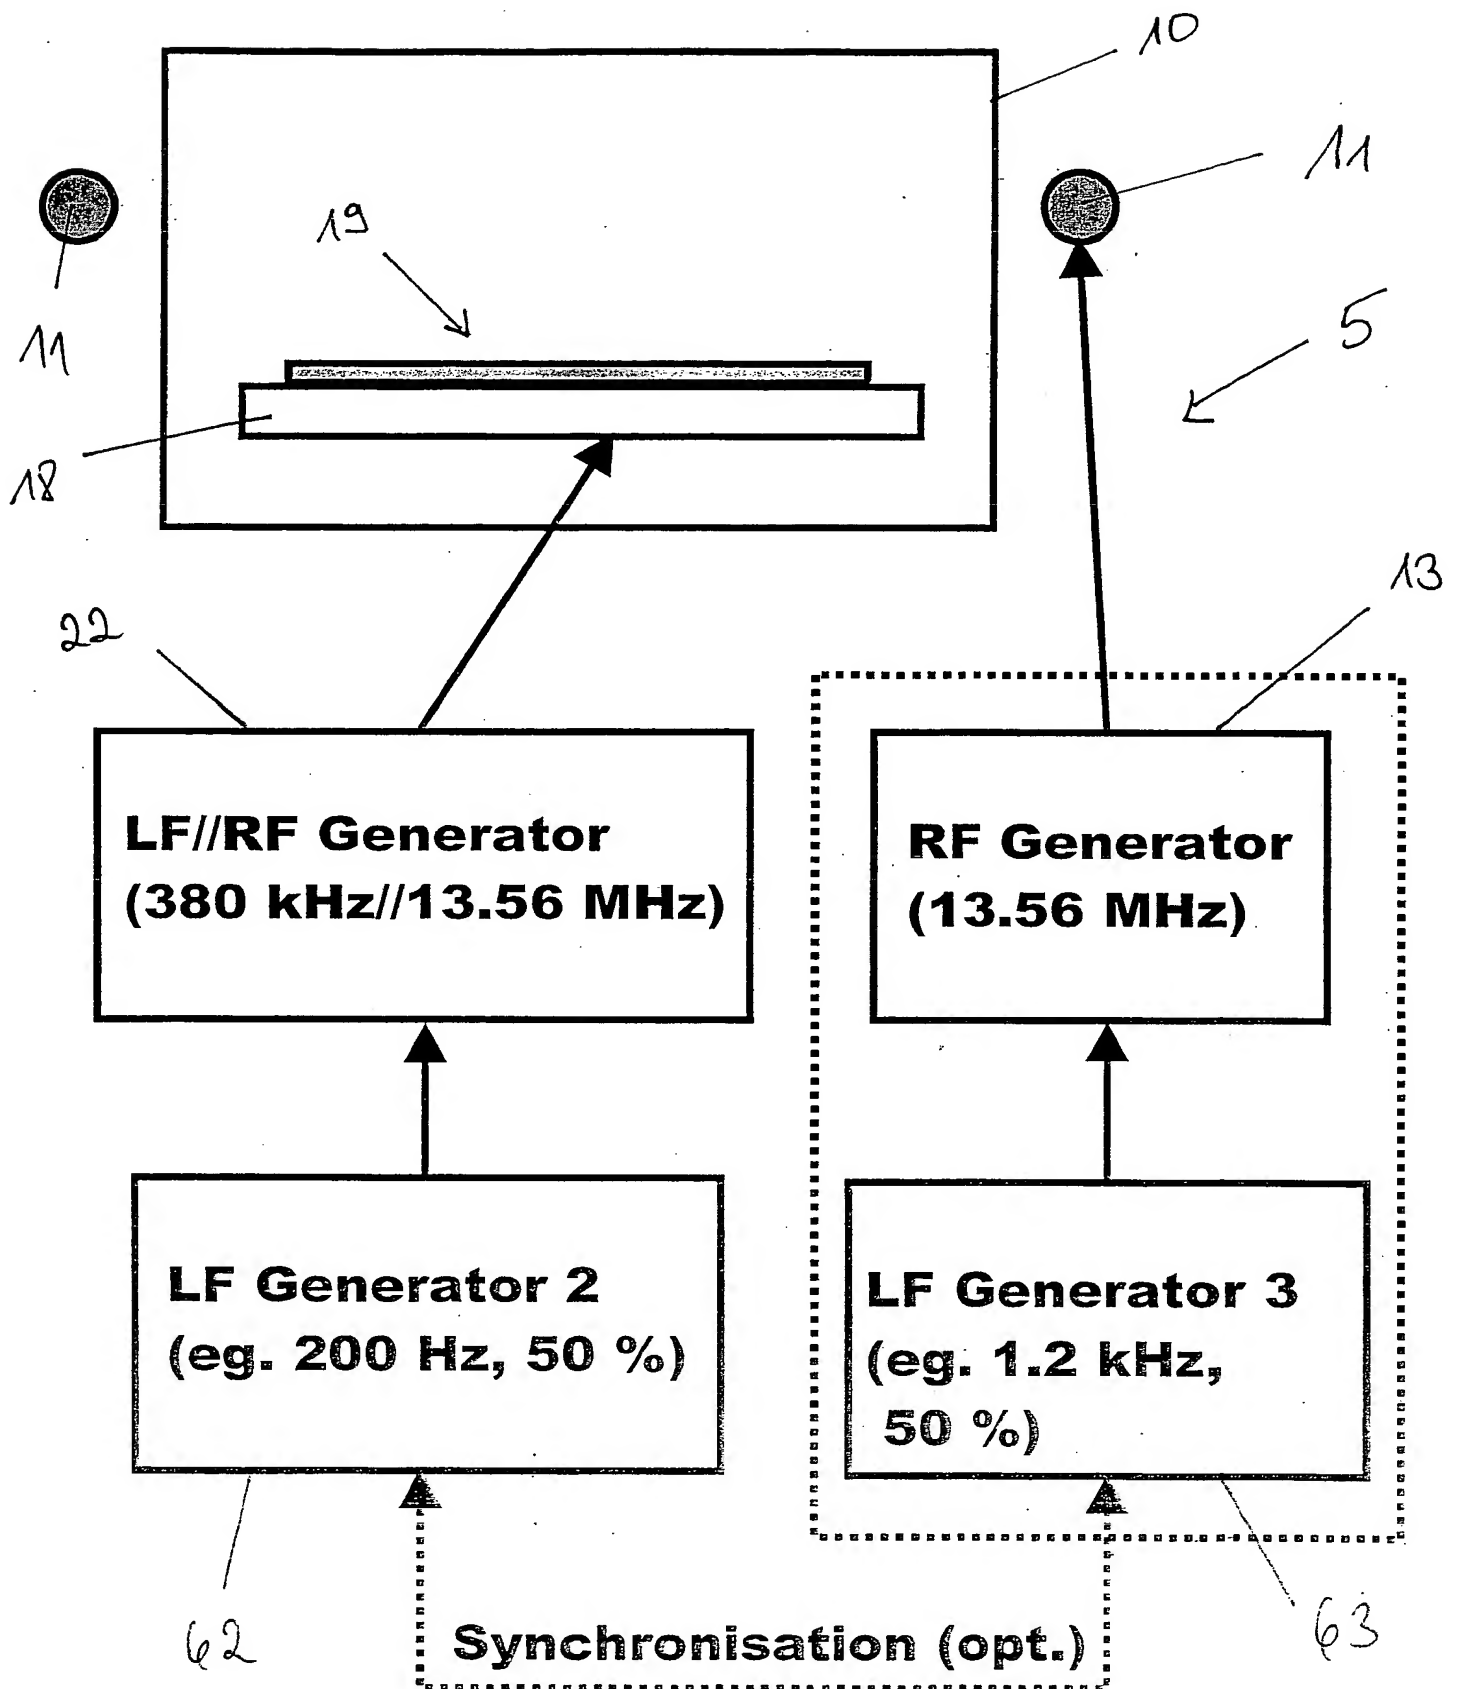 10
11
19
11
5
18
13
22
LF//RF Generator
(380 kHz//13.56 MHz)
RF Generator
(13.56 MHz)
LF Generator 2
(eg. 200 Hz, 50 %)
LF Generator 3
(eg. 1.2 kHz,
50 %)
62
Synchronisation (opt.)
63